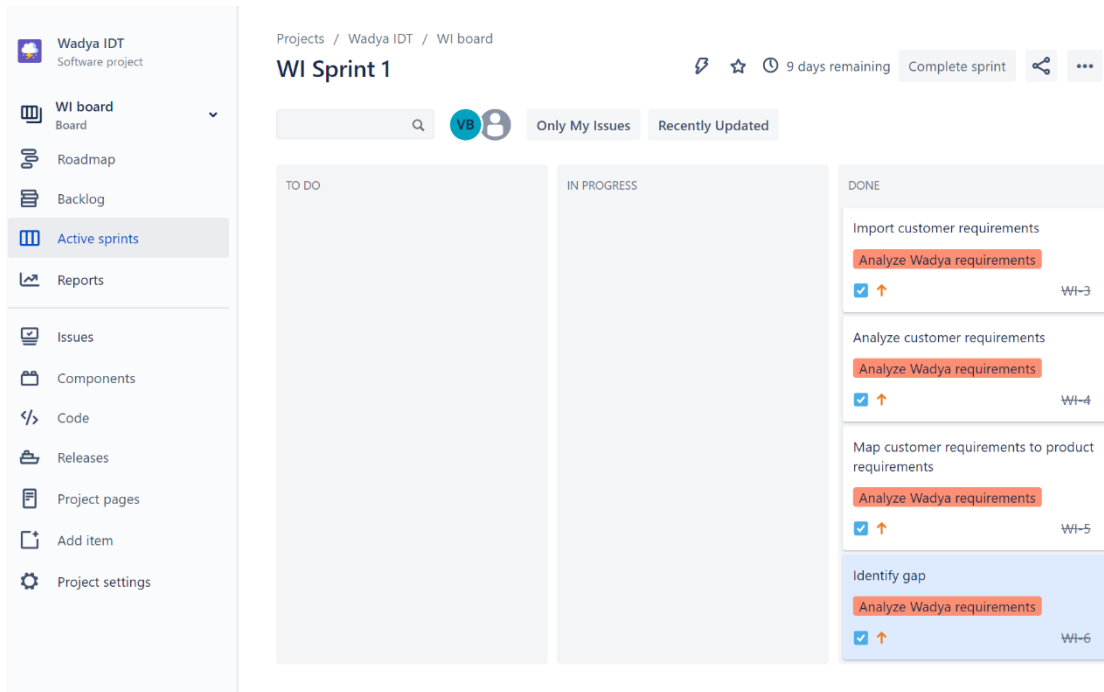 Wadya IDT
Software project
WI board
Board
Roadmap
Backlog
Active sprints
Reports
Issues
Components
Code
Releases
Project pages
Add item
Project settings
Projects / Wadya IDT / WI board
WI Sprint 1
9 days remaining
Complete sprint
VB
Only My Issues
Recently Updated
TO DO
IN PROGRESS
DONE
Import customer requirements
Analyze Wadya requirements
WI-3
Analyze customer requirements
Analyze Wadya requirements
WI-4
Map customer requirements to product
requirements
Analyze Wadya requirements
WI-5
Identify gap
Analyze Wadya requirements
WI-6